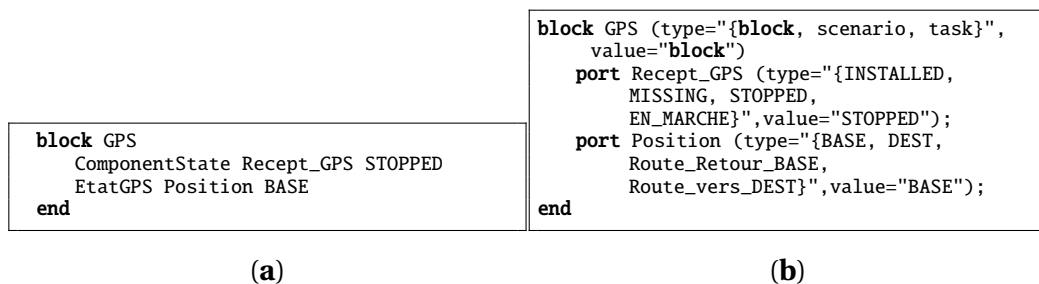 block GPS
ComponentState Recept_GPS STOPPED
EtatGPS Position BASE
end
(a)
block GPS (type="{block, scenario, task}",
value="block")
port Recept_GPS (type="{INSTALLED,
MISSING, STOPPED,
EN_MARCHE}",value="STOPPED");
port Position (type="{BASE, DEST,
Route_Retour_BASE,
Route_vers_DEST}",value="BASE");
end
(b)